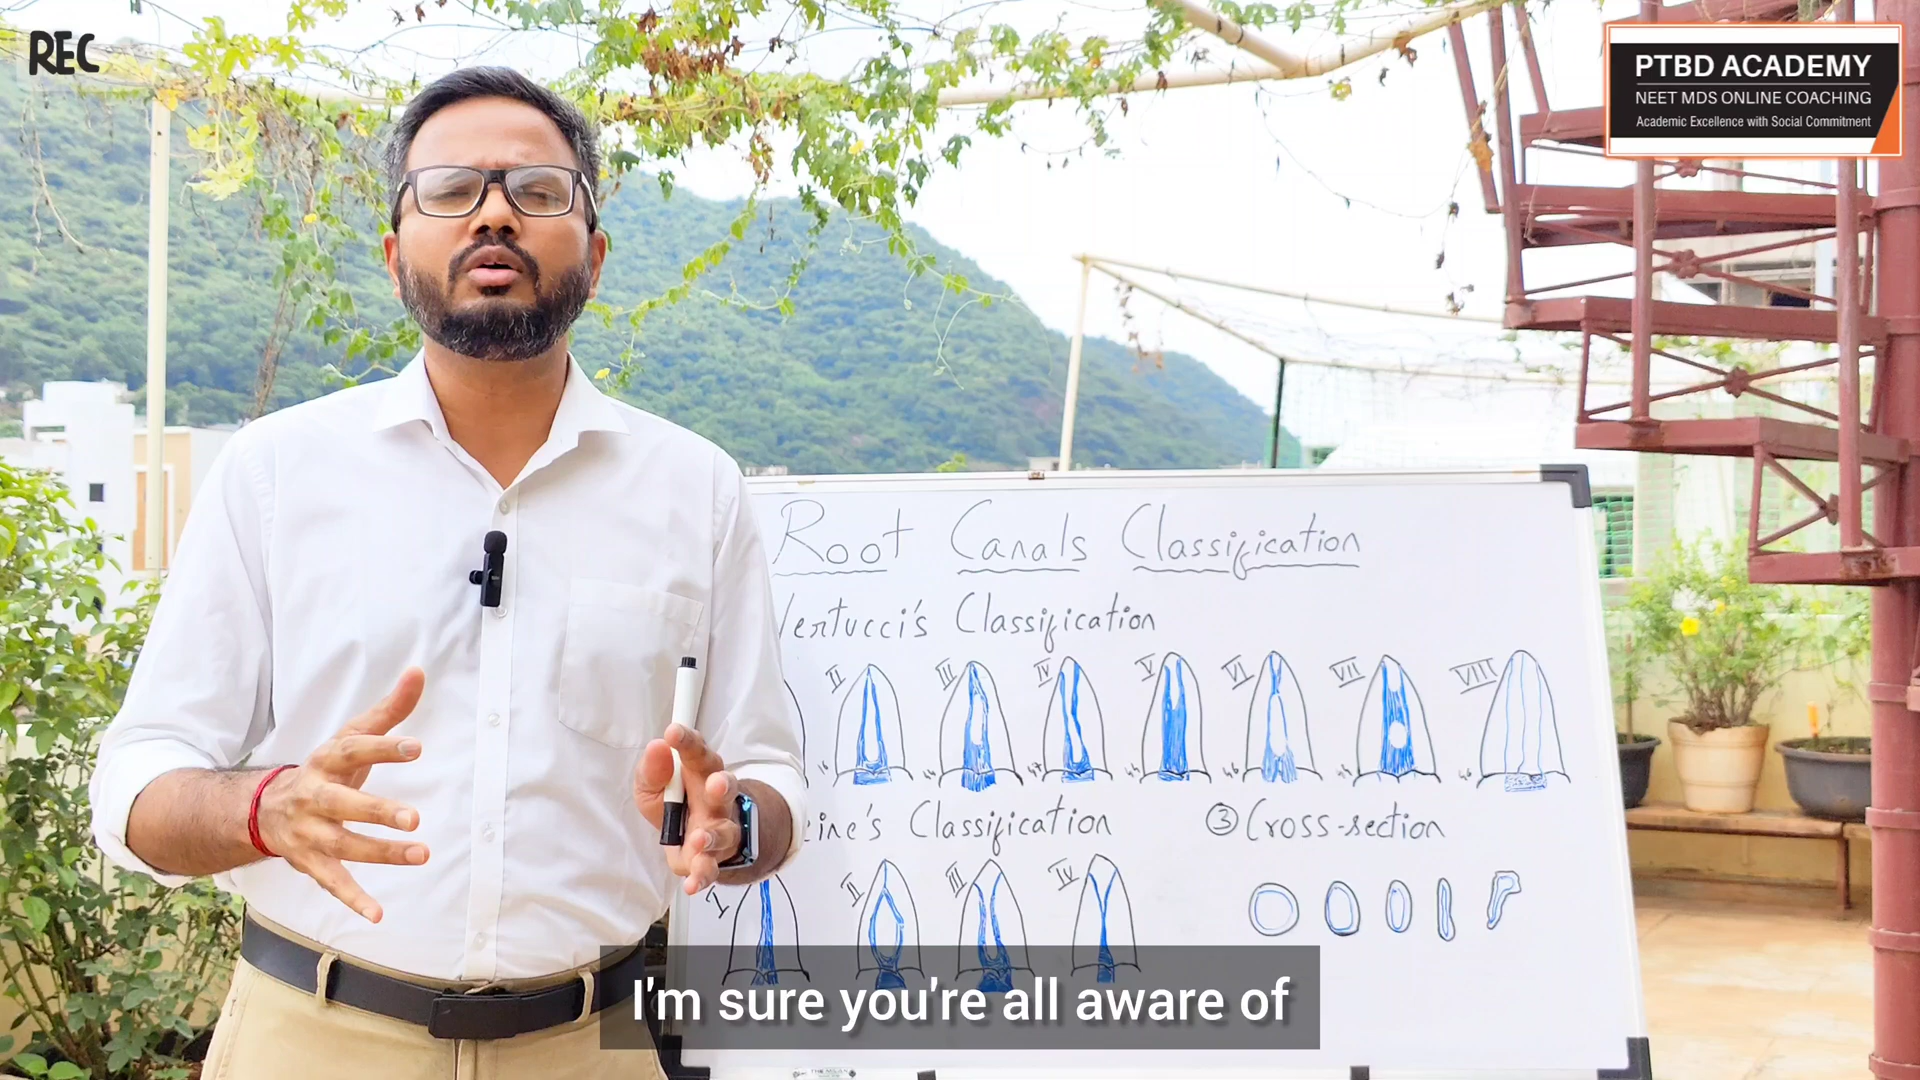 REC
PTBD ACADEMY
NEET MDS ONLINE COACHING
Academic Excellence with Social Commitment
Root Canals Classification
Vertucci's Classification
II III IV V VI VII VIII
ine's Classification
③ Cross-section
I II III IV
I'm sure you're all aware of